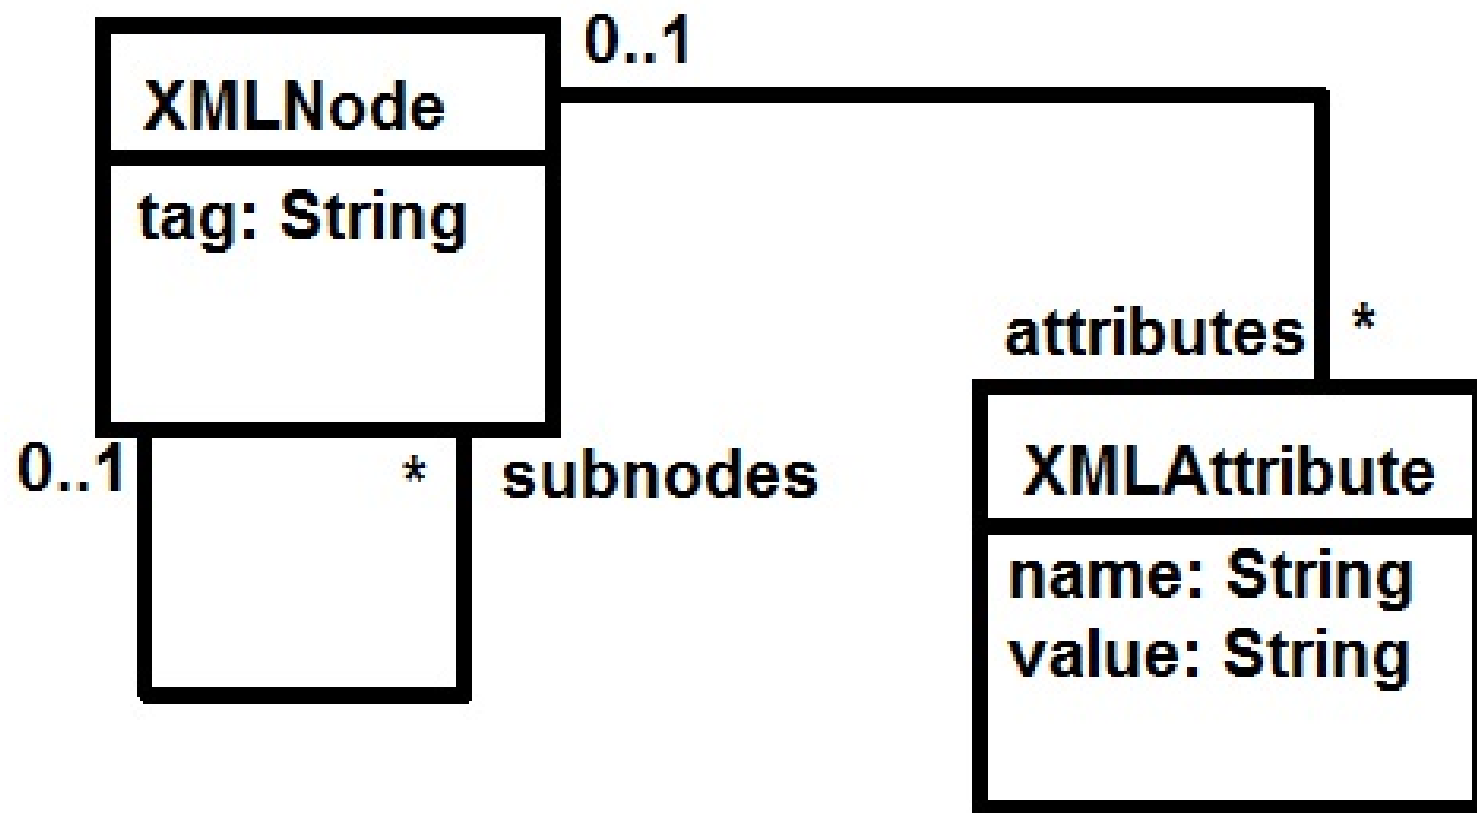 0..1
XMLNode
tag: String
attributes *
0..1 * subnodes
XMLAttribute
name: String
value: String